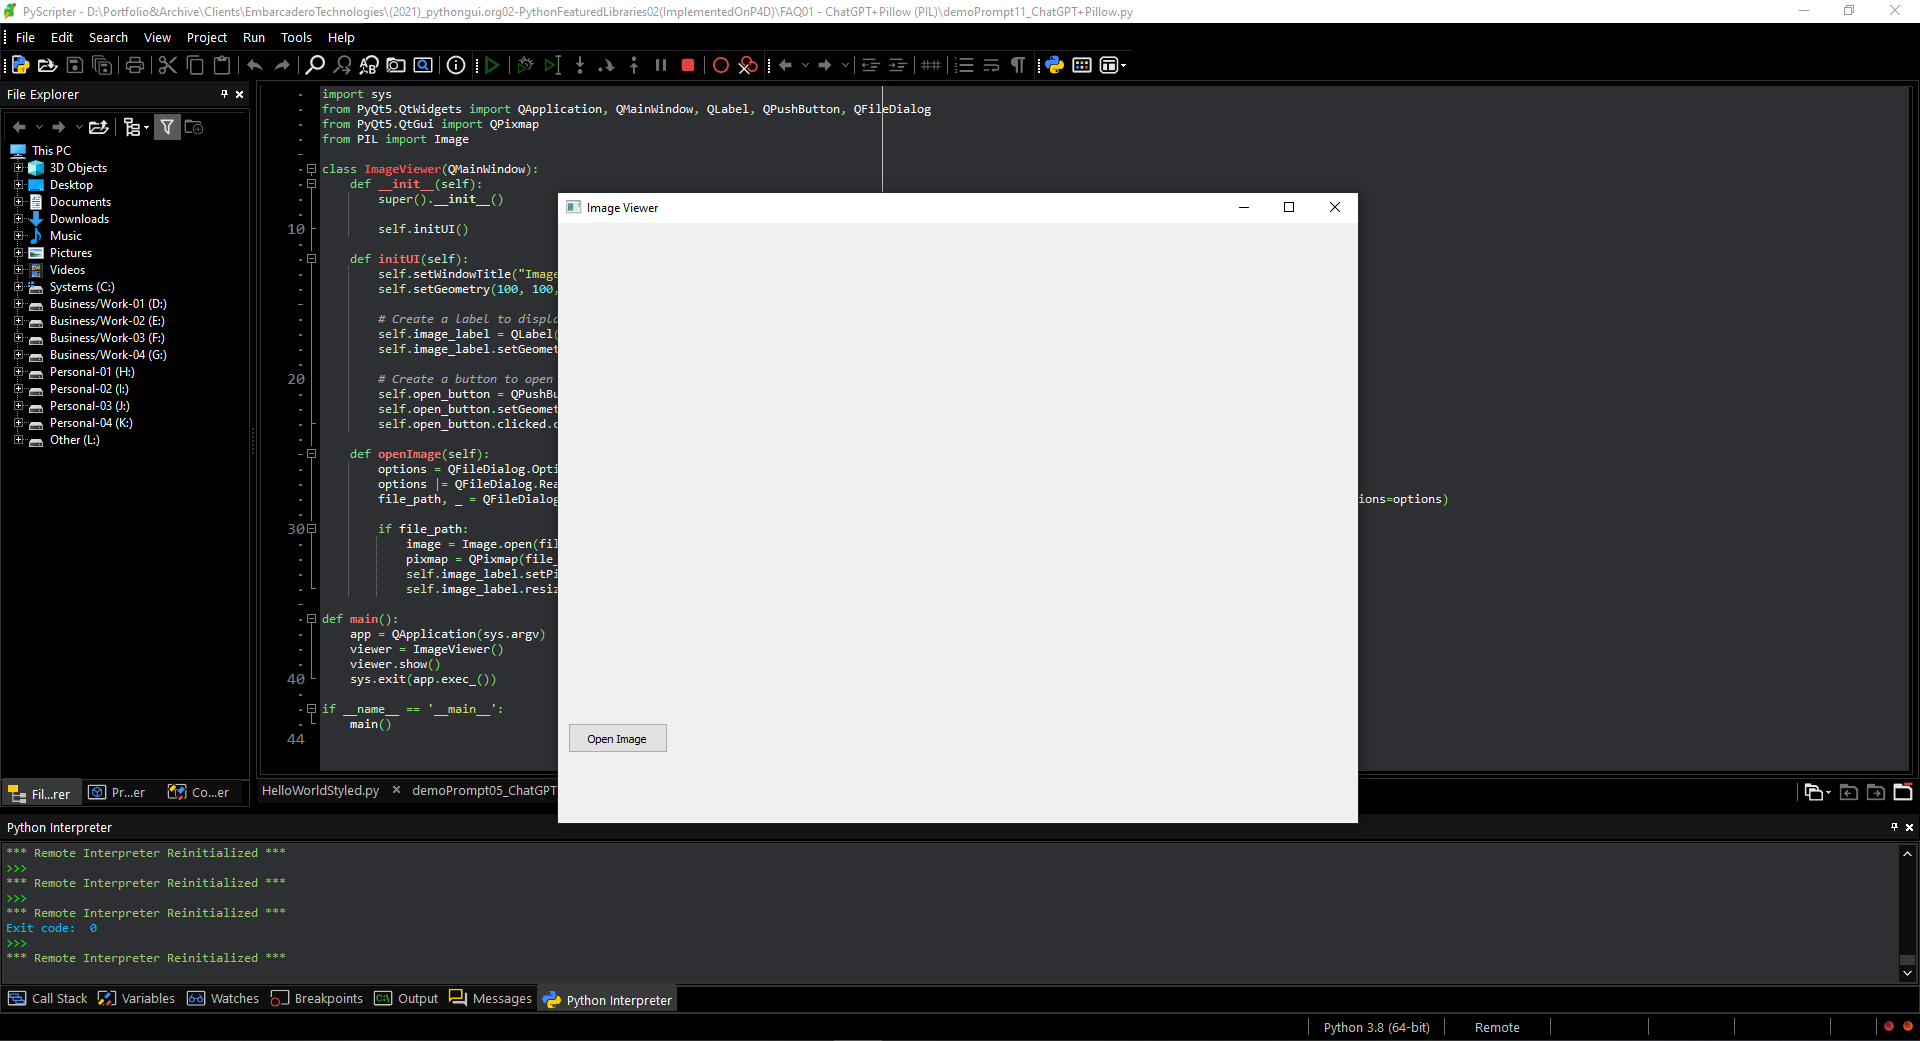 PyScripter - D:\Portfolio&Archive\Clients\EmbarcaderoTechnologies\(2021)_pythongui.org02-PythonFeaturedLibraries02(ImplementedOnP4D)\FAQ01 - ChatGPT+Pillow (PIL)\demoPrompt11_ChatGPT+Pillow.py
File Edit Search View Project Run Tools Help
File Explorer
This PC
3D Objects
Desktop
Documents
Downloads
Music
Pictures
Videos
Systems (C:)
Business/Work-01 (D:)
Business/Work-02 (E:)
Business/Work-03 (F:)
Business/Work-04 (G:)
Personal-01 (H:)
Personal-02 (I:)
Personal-03 (J:)
Personal-04 (K:)
Other (L:)
Fil...rer Pr...er Co...er
import sys
from PyQt5.QtWidgets import QApplication, QMainWindow, QLabel, QPushButton, QFileDialog
from PyQt5.QtGui import QPixmap
from PIL import Image
class ImageViewer(QMainWindow):
def __init__(self):
super().__init__()
10 self.initUI()
def initUI(self):
self.setWindowTitle("Image
self.setGeometry(100, 100,
# Create a label to displa
self.image_label = QLabel(
self.image_label.setGeomet
20 # Create a button to open
self.open_button = QPushBu
self.open_button.setGeomet
self.open_button.clicked.c
def openImage(self):
options = QFileDialog.Opti
options |= QFileDialog.Rea
file_path, _ = QFileDialog ions=options)
30 if file_path:
image = Image.open(fil
pixmap = QPixmap(file_
self.image_label.setPi
self.image_label.resiz
def main():
app = QApplication(sys.argv)
viewer = ImageViewer()
viewer.show()
40 sys.exit(app.exec_())
if __name__ == '__main__':
main()
44
Image Viewer
Open Image
HelloWorldStyled.py demoPrompt05_ChatGPT
Python Interpreter
*** Remote Interpreter Reinitialized ***
>>>
*** Remote Interpreter Reinitialized ***
>>>
*** Remote Interpreter Reinitialized ***
Exit code: 0
>>>
*** Remote Interpreter Reinitialized ***
Call Stack Variables Watches Breakpoints Output Messages Python Interpreter
Python 3.8 (64-bit) Remote